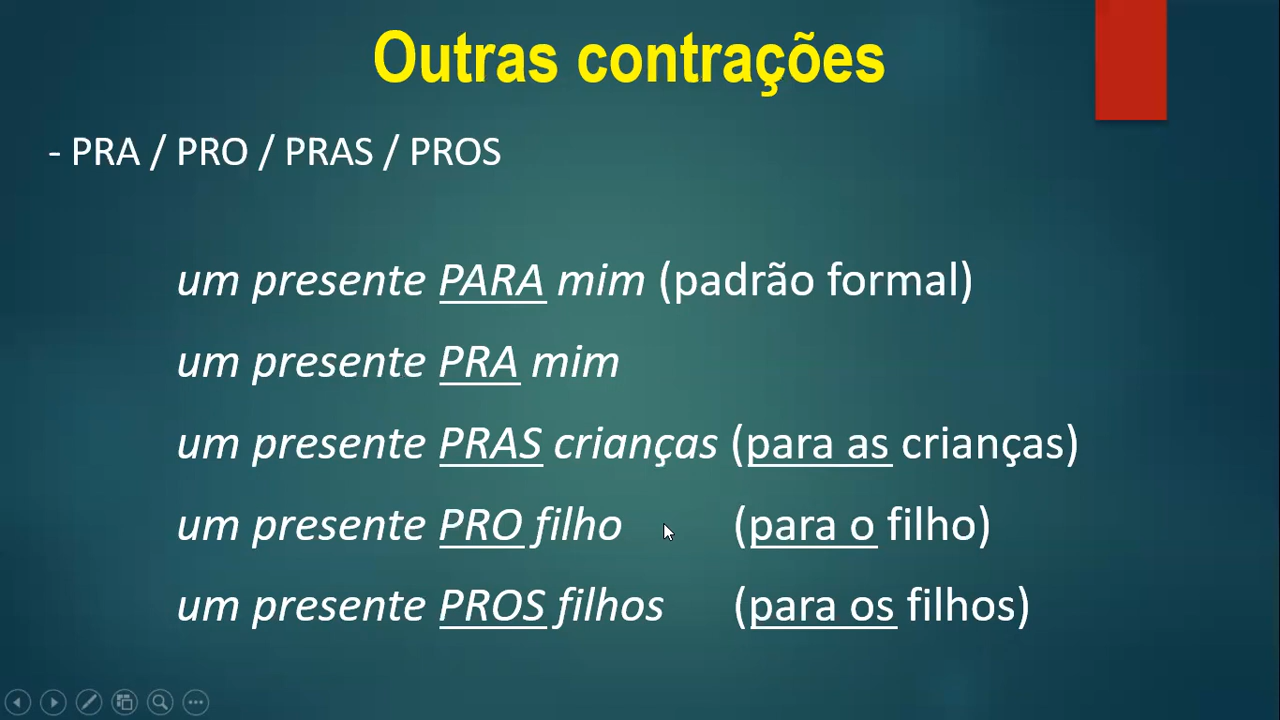 Outras contrações
- PRA / PRO / PRAS / PROS
um presente PARA mim (padrão formal)
um presente PRA mim
um presente PRAS crianças (para as crianças)
um presente PRO filho (para o filho)
um presente PROS filhos (para os filhos)